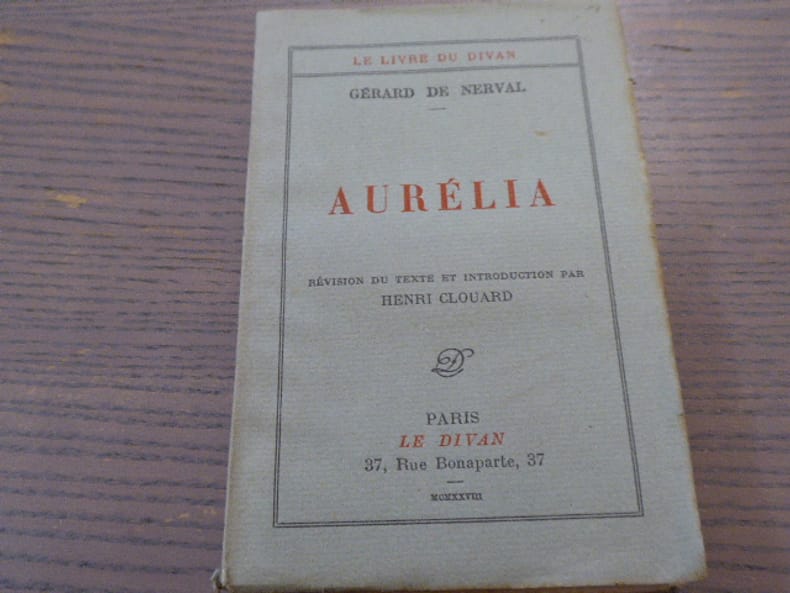 LE LIVRE DU DIVAN
GÉRARD DE NERVAL
AURÉLIA
RÉVISION DU TEXTE ET INTRODUCTION PAR
HENRI CLOUARD
D
PARIS
LE DIVAN
37, Rue Bonaparte, 37
MCMXXVIII